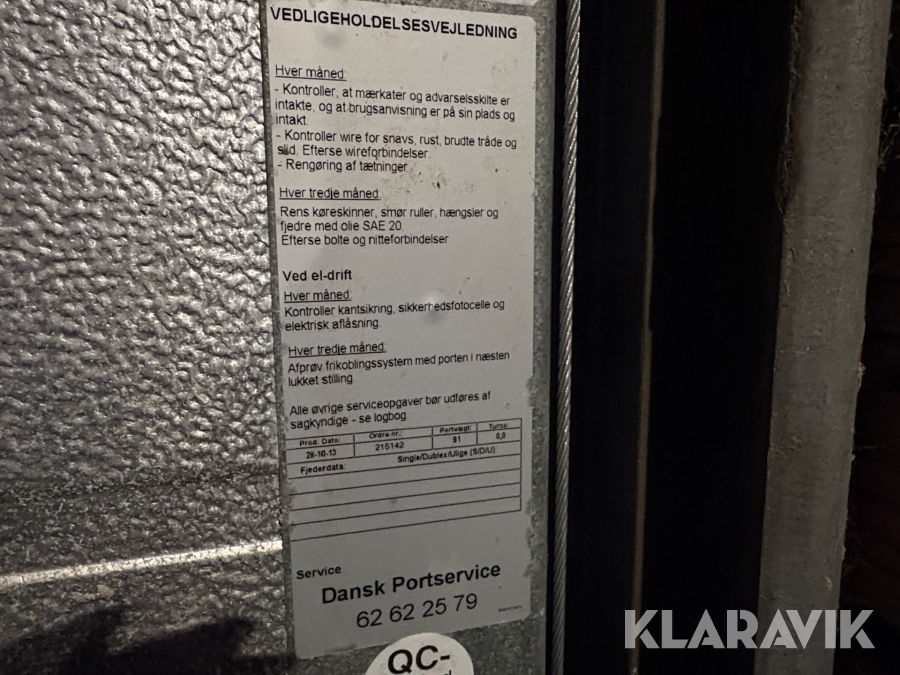 VEDLIGEHOLDELSESVEJLEDNING
Hver måned:
- Kontroller, at mærkater og advarselsskilte er
intakte, og at brugsanvisning er på sin plads og
intakt.
- Kontroller wire for snavs, rust, brudte tråde og
slid. Efterse wireforbindelser.
- Rengøring af tætninger
Hver tredje måned:
Rens køreskinner, smør ruller, hængsler og
fjedre med olie SAE 20.
Efterse bolte og nitteforbindelser
Ved el-drift
Hver måned:
Kontroller kantsikring, sikkerhedsfotocelle og
elektrisk aflåsning.
Hver tredje måned:
Afprøv frikoblingssystem med porten i næsten
lukket stilling.
Alle øvrige serviceopgaver bør udføres af
sagkyndige - se logbog
Prod. Dato: Ordre nr.: Portvægt: Turns:
28-10-13 215142 91 0,0
Fjederdata: Single/Dublex/Ulige (S/D/U)
Service
Dansk Portservice
62 62 25 79
QC-
KLARAVIK